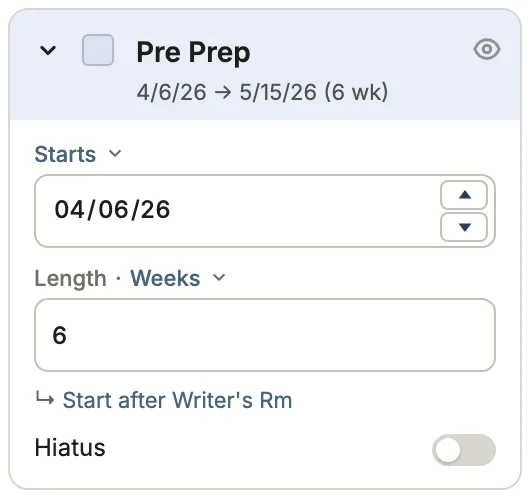 Pre Prep
4/6/26 → 5/15/26 (6 wk)
Starts
04/06/26
Length · Weeks
6
↳ Start after Writer's Rm
Hiatus